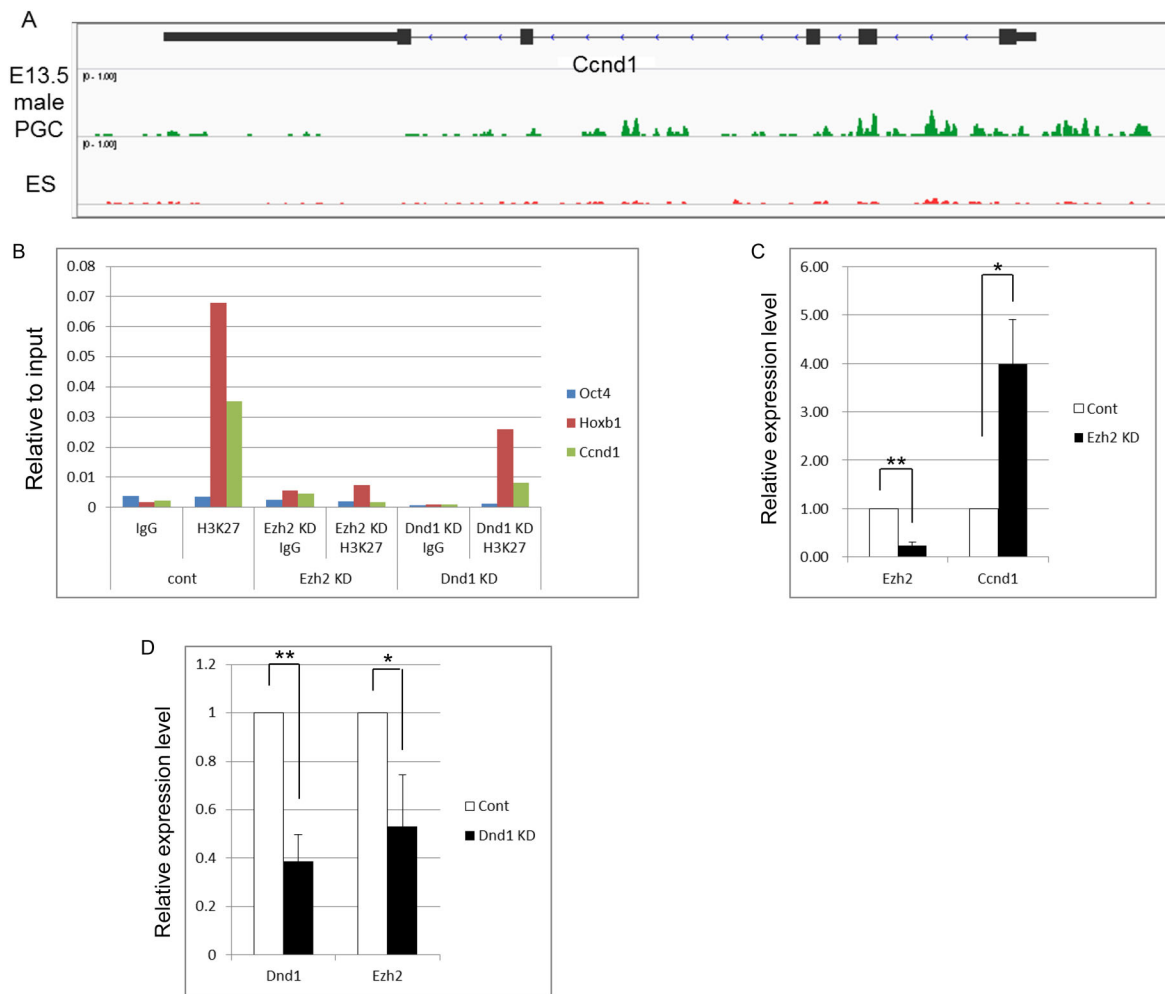 A
Ccnd1
E13.5
male
PGC
[0 - 1.00]
[0 - 1.00]
ES
B
Relative to input
0.08
0.07
0.06
0.05
0.04
0.03
0.02
0.01
0
IgG
H3K27
Ezh2 KD
IgG
Ezh2 KD
H3K27
Dnd1 KD
IgG
Dnd1 KD
H3K27
cont
Ezh2 KD
Dnd1 KD
Oct4
Hoxb1
Ccnd1
C
Relative expression level
6.00
5.00
4.00
3.00
2.00
1.00
0.00
**
*
Ezh2
Ccnd1
Cont
Ezh2 KD
D
Relative expression level
1.2
1
0.8
0.6
0.4
0.2
0
**
*
Dnd1
Ezh2
Cont
Dnd1 KD